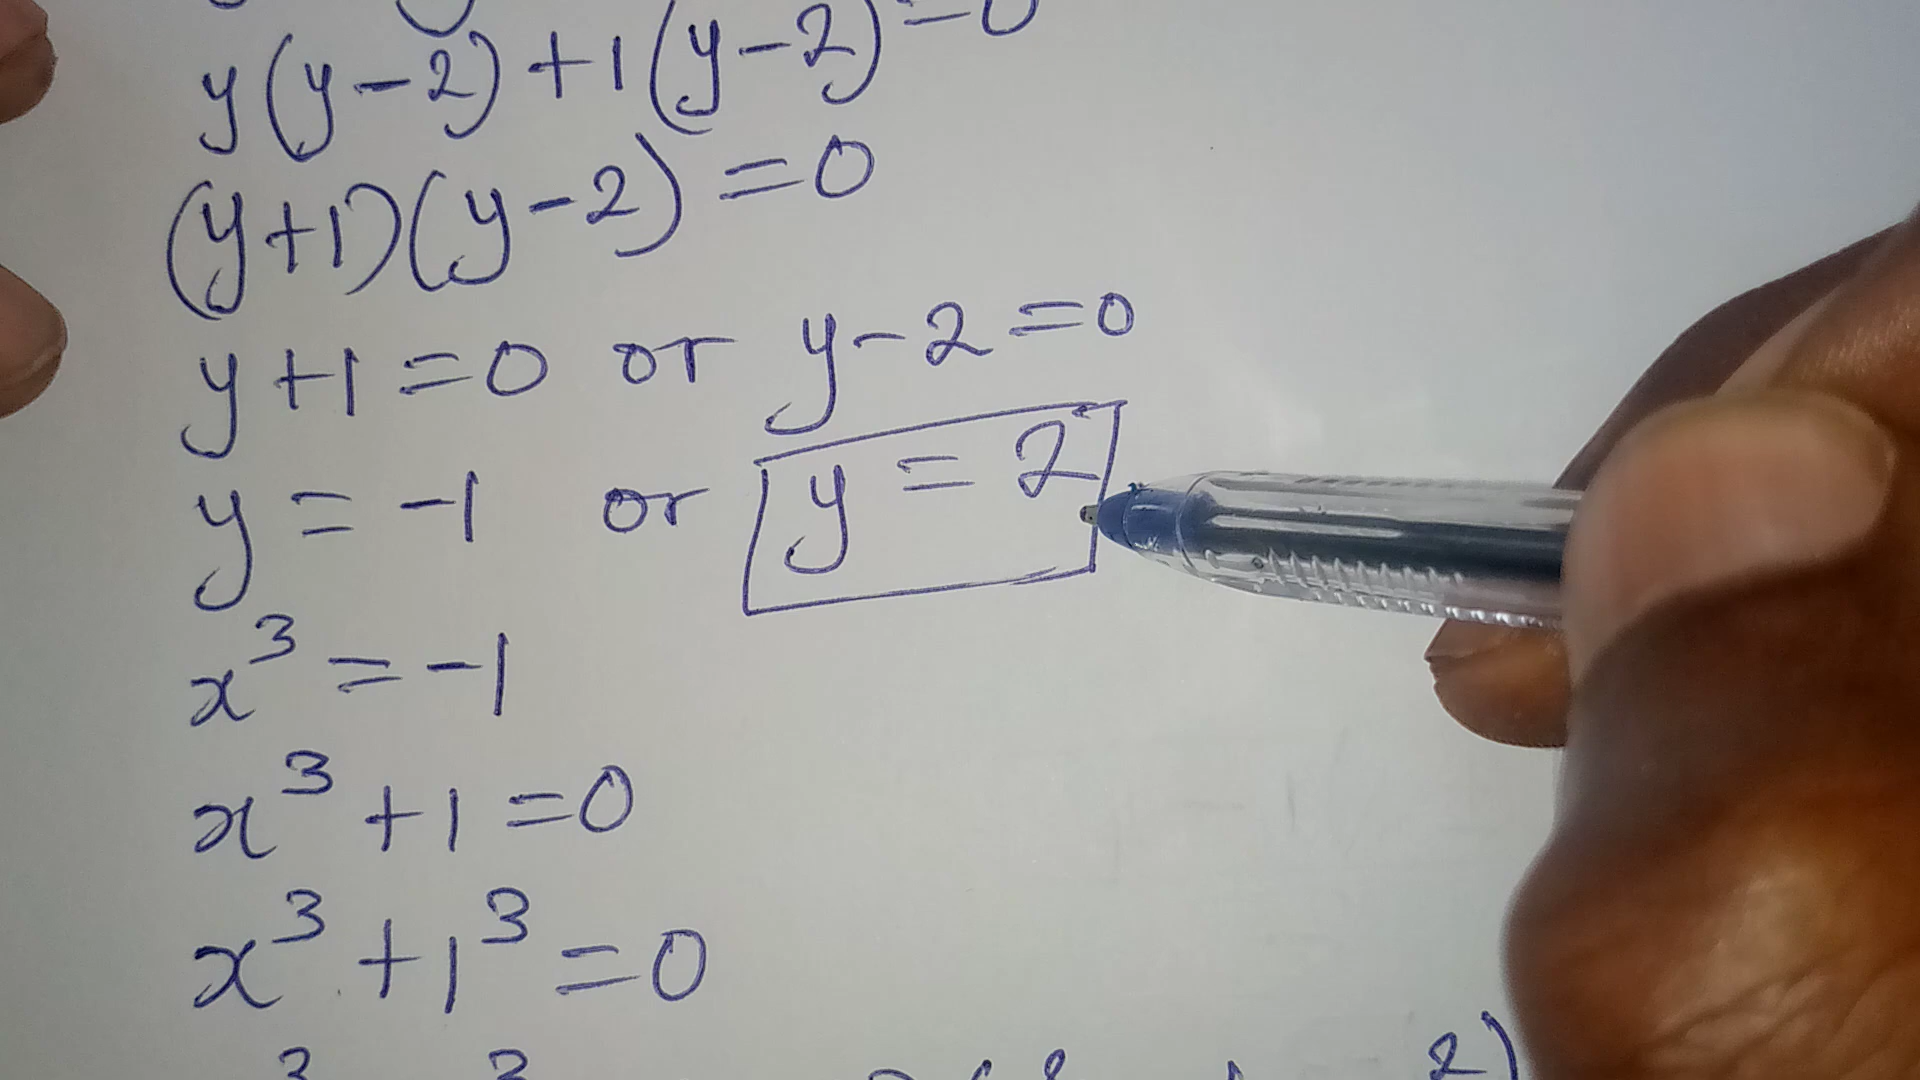 y(y-2)+1(y-2)=0
(y+1)(y-2)=0
y+1=0 or y-2=0
y=-1 or y=2
x³=-1
x³+1=0
x³+1³=0